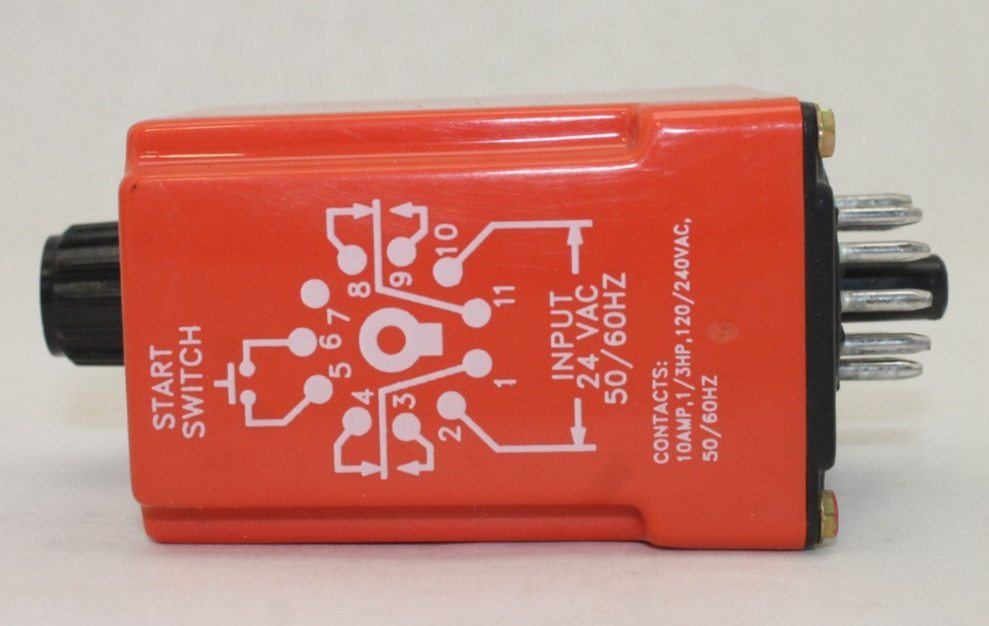 START
SWITCH
8
9
10
7
6
11
5
4
3
1
2
INPUT
24 VAC
50/60HZ
CONTACTS:
10AMP,1/3HP,120/240VAC,
50/60HZ